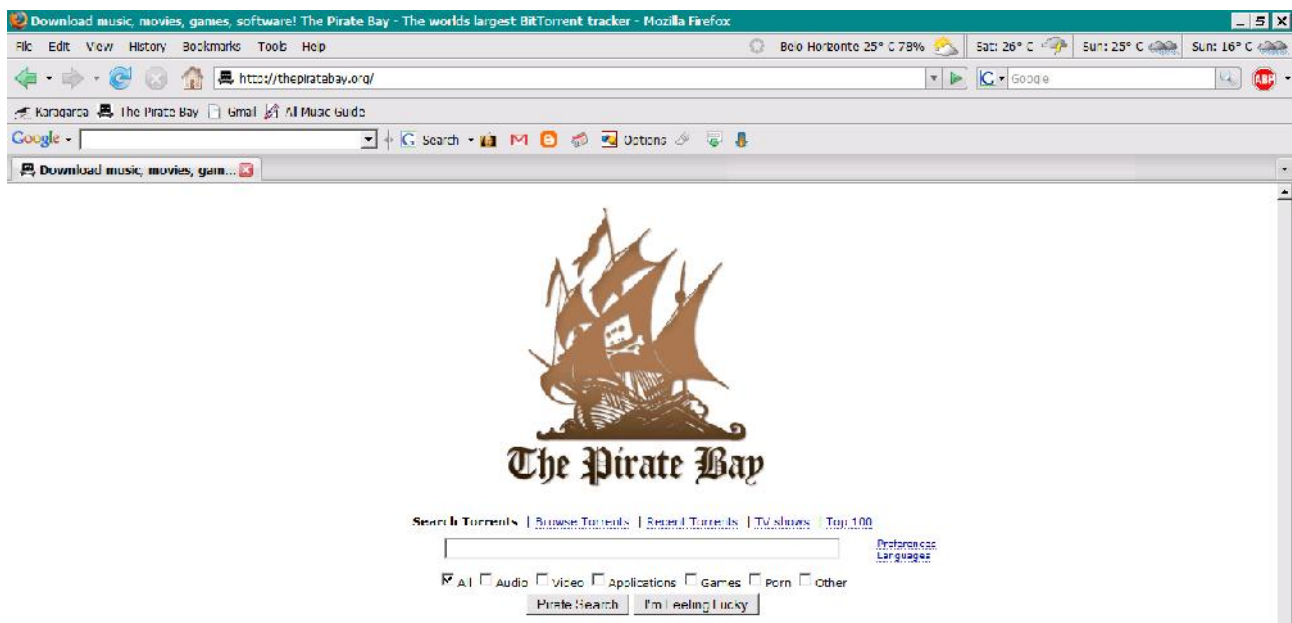 Download music, movies, games, software! The Pirate Bay - The worlds largest BitTorrent tracker - Mozilla Firefox
File Edit View History Bookmarks Tools Help Belo Horizonte 25° C 78% Sat: 26° C Sun: 25° C Sun: 16° C
http://thepiratebay.org/ G Google ABP
Karagarga The Pirate Bay Gmail All Music Guide
Google G Search Options
Download music, movies, gam...
The Pirate Bay
Search Torrents | Browse Torrents | Recent Torrents | TV shows | Top 100
Preferences
Languages
All Audio Video Applications Games Porn Other
Pirate Search I'm Feeling Lucky